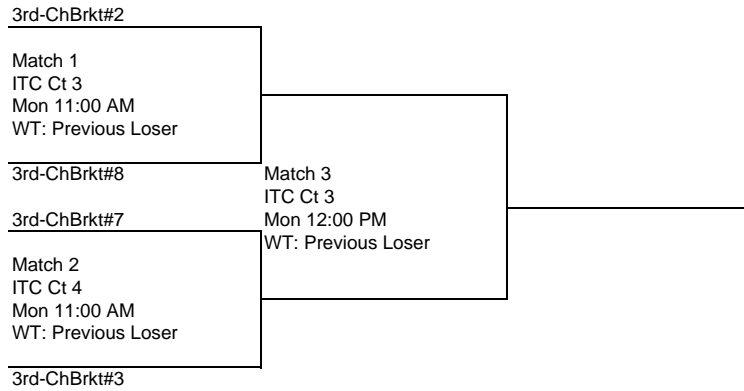 3rd-ChBrkt#2
Match 1
ITC Ct 3
Mon 11:00 AM
WT: Previous Loser
3rd-ChBrkt#8
Match 3
ITC Ct 3
Mon 12:00 PM
WT: Previous Loser
3rd-ChBrkt#7
Match 2
ITC Ct 4
Mon 11:00 AM
WT: Previous Loser
3rd-ChBrkt#3